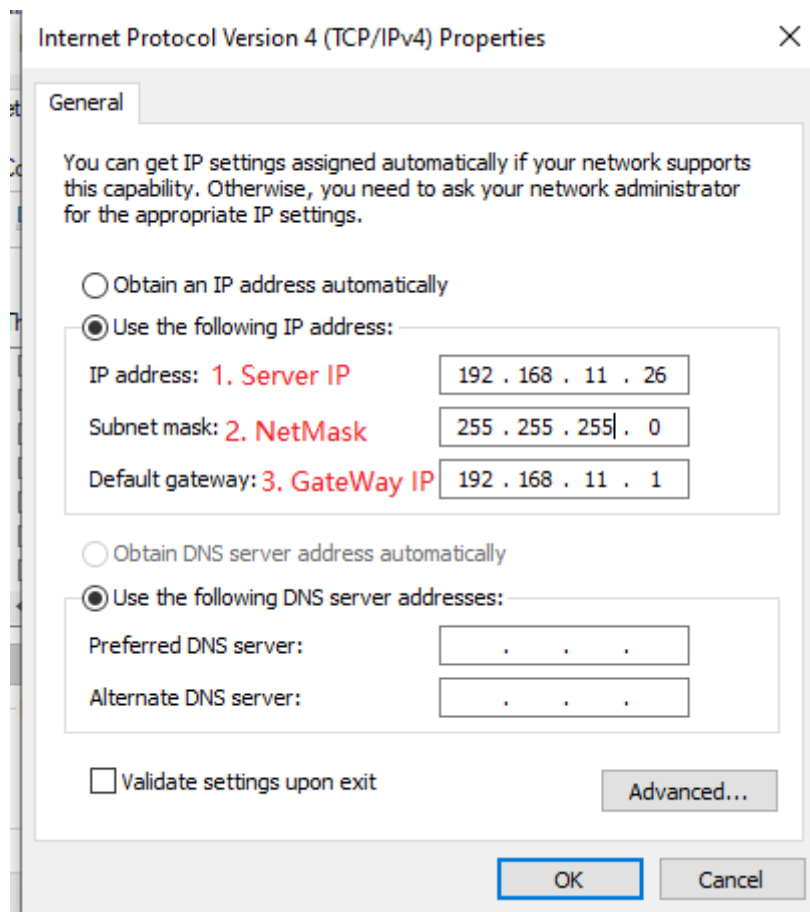 Internet Protocol Version 4 (TCP/IPv4) Properties
General
You can get IP settings assigned automatically if your network supports
this capability. Otherwise, you need to ask your network administrator
for the appropriate IP settings.
Obtain an IP address automatically
Use the following IP address:
IP address: 1. Server IP 192 . 168 . 11 . 26
Subnet mask: 2. NetMask 255 . 255 . 255 . 0
Default gateway: 3. GateWay IP 192 . 168 . 11 . 1
Obtain DNS server address automatically
Use the following DNS server addresses:
Preferred DNS server: . . .
Alternate DNS server: . . .
Validate settings upon exit
Advanced...
OK Cancel